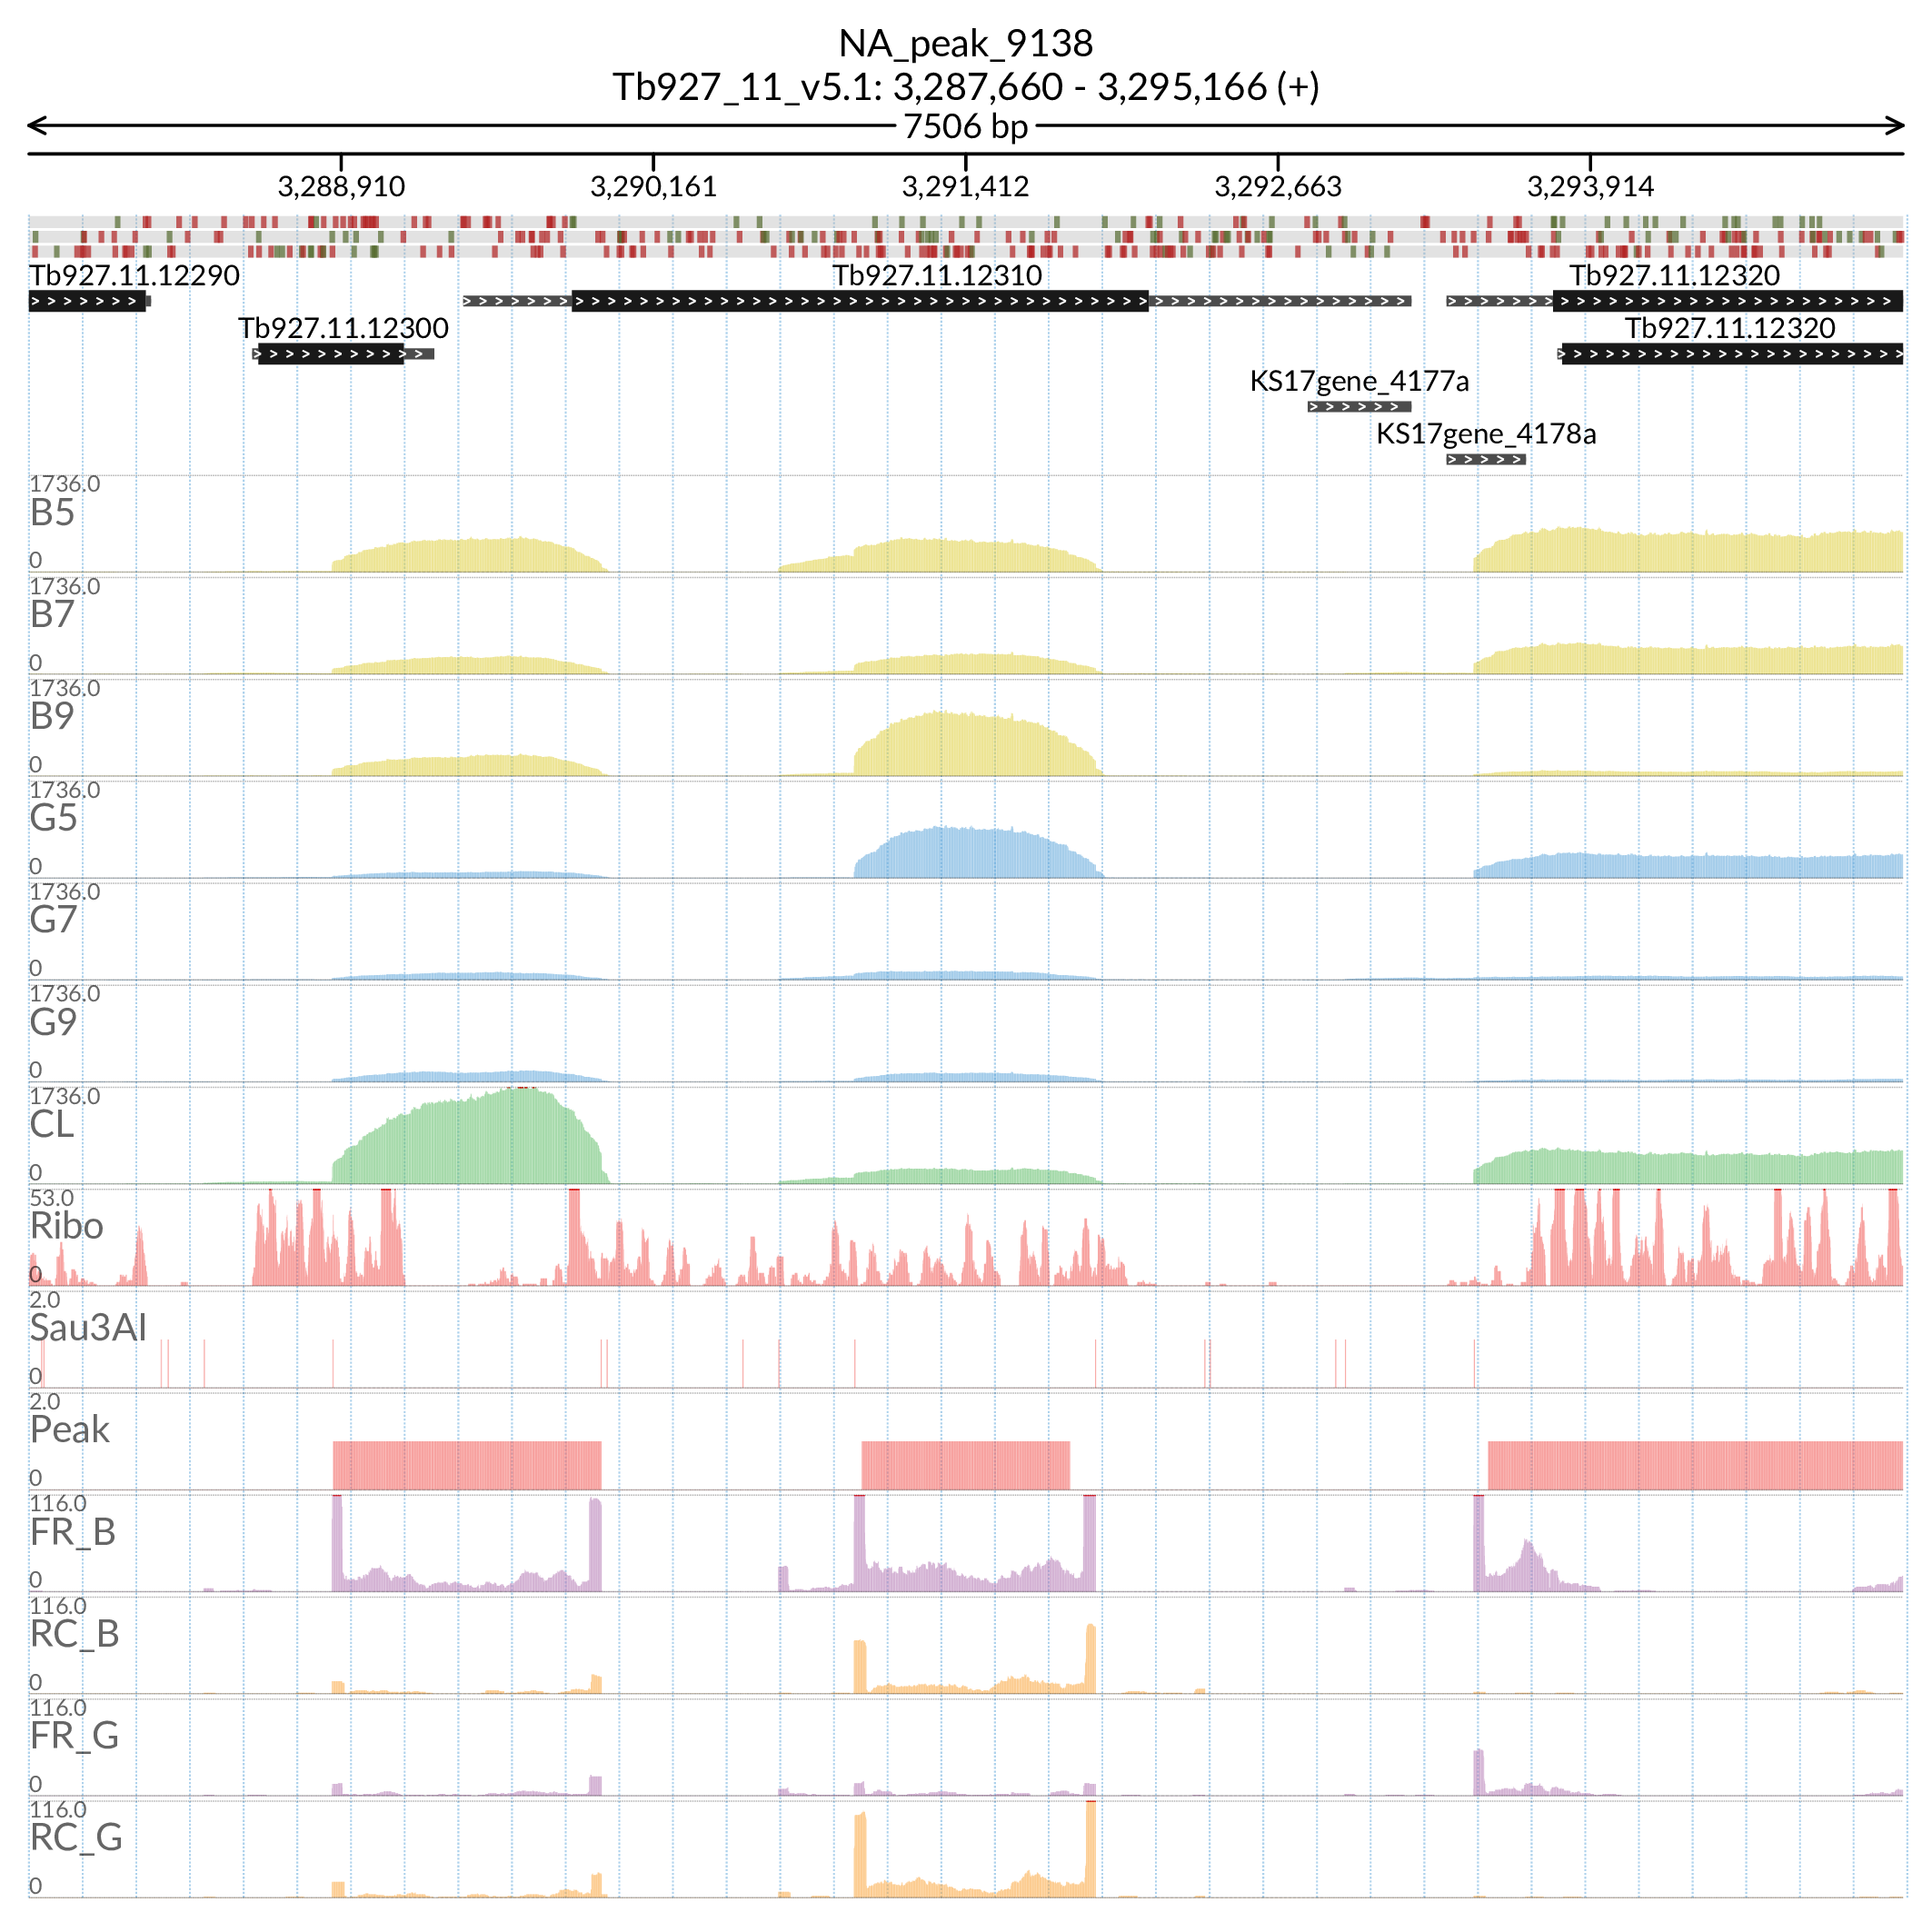 NA_peak_9138
Tb927_11_v5.1: 3,287,660 - 3,295,166 (+)
7506 bp
3,288,910 3,290,161 3,291,412 3,292,663 3,293,914
Tb927.11.12290 Tb927.11.12310 Tb927.11.12320
Tb927.11.12300 Tb927.11.12320
KS17gene_4177a
KS17gene_4178a
1736.0
B5
0
1736.0
B7
0
1736.0
B9
0
1736.0
G5
0
1736.0
G7
0
1736.0
G9
0
1736.0
CL
0
53.0
Ribo
0
2.0
Sau3AI
0
2.0
Peak
0
116.0
FR_B
0
116.0
RC_B
0
116.0
FR_G
0
116.0
RC_G
0